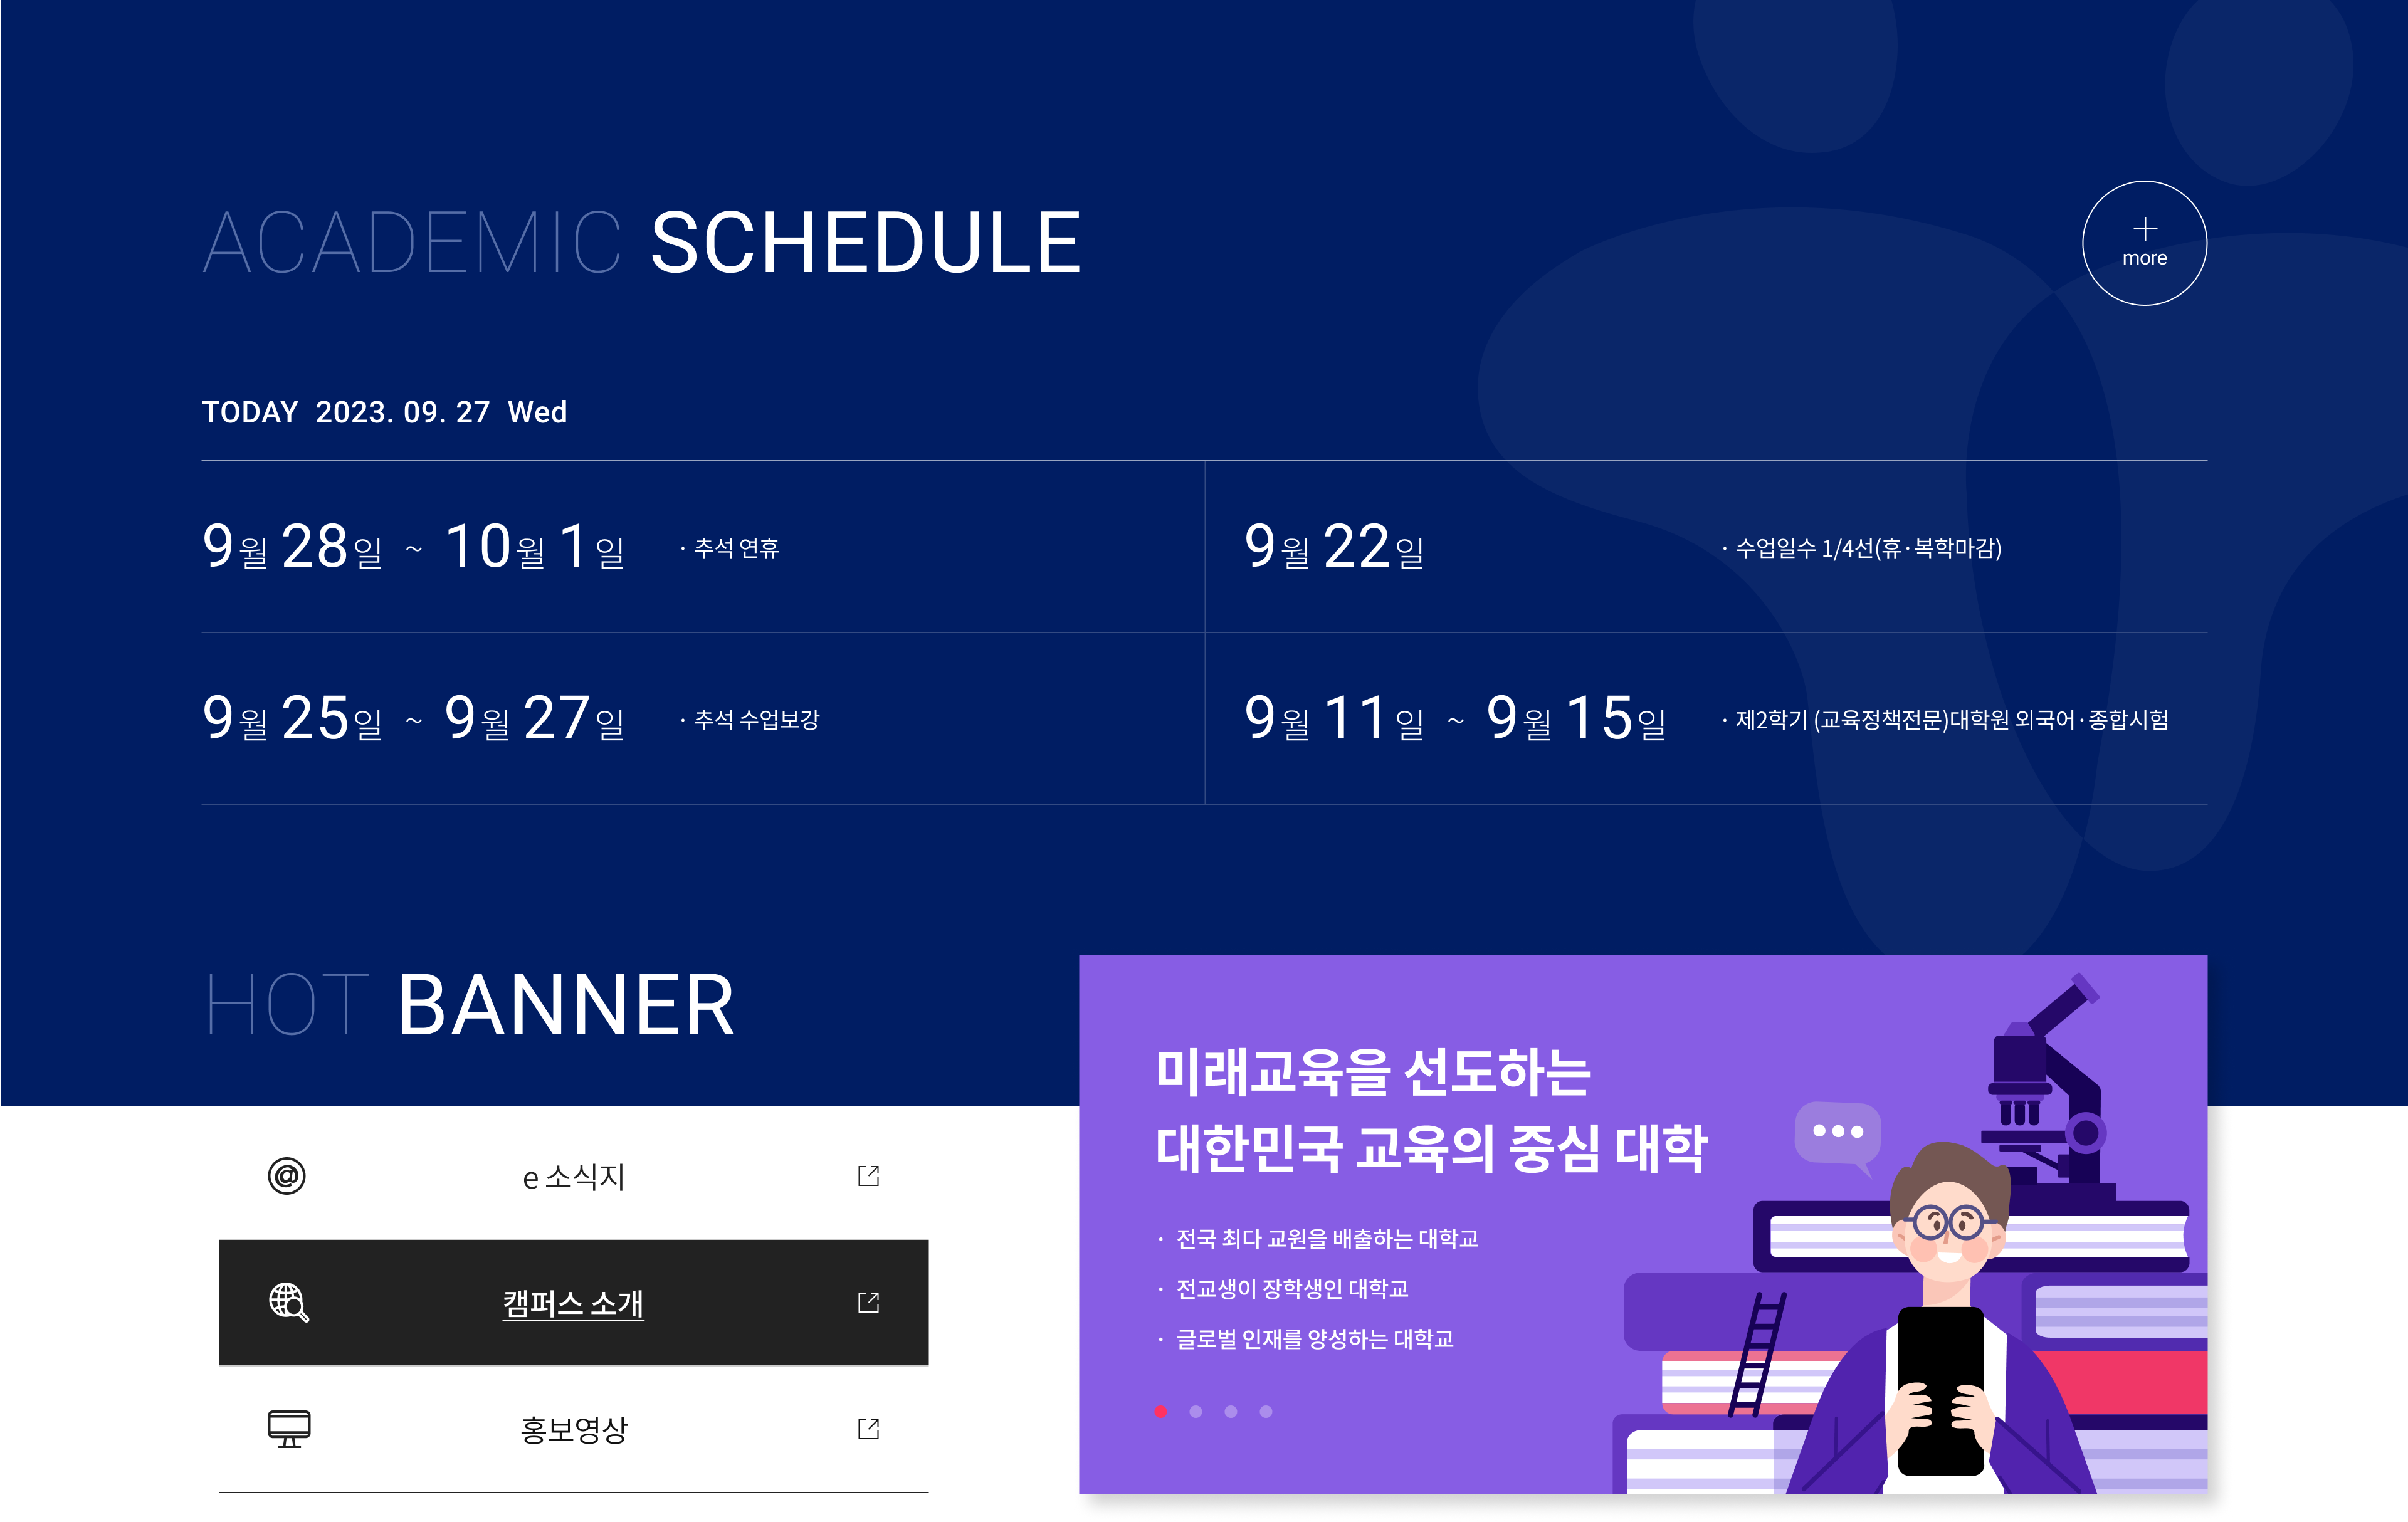 ACADEMIC SCHEDULE
more
TODAY 2023. 09. 27 Wed
9월 28일 ~ 10월 1일 · 추석 연휴
9월 22일 · 수업일수 1/4선(휴·복학마감)
9월 25일 ~ 9월 27일 · 추석 수업보강
9월 11일 ~ 9월 15일 · 제2학기 (교육정책전문)대학원 외국어·종합시험
HOT BANNER
e 소식지
캠퍼스 소개
홍보영상
미래교육을 선도하는
대한민국 교육의 중심 대학
· 전국 최다 교원을 배출하는 대학교
· 전교생이 장학생인 대학교
· 글로벌 인재를 양성하는 대학교